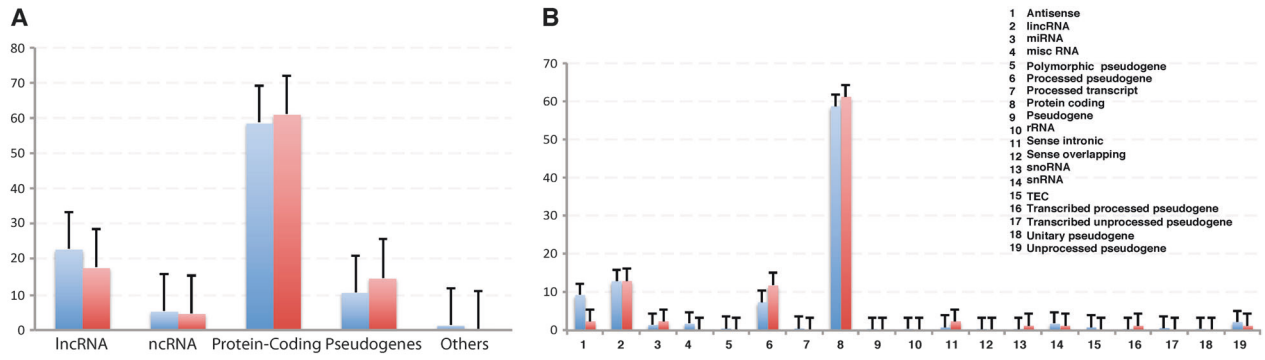 A
80
70
60
50
40
30
20
10
0
lncRNA ncRNA Protein-Coding Pseudogenes Others
B
70
60
50
40
30
20
10
0
1 2 3 4 5 6 7 8 9 10 11 12 13 14 15 16 17 18 19
1 Antisense
2 lincRNA
3 miRNA
4 misc RNA
5 Polymorphic pseudogene
6 Processed pseudogene
7 Processed transcript
8 Protein coding
9 Pseudogene
10 rRNA
11 Sense intronic
12 Sense overlapping
13 snoRNA
14 snRNA
15 TEC
16 Transcribed processed pseudogene
17 Transcribed unprocessed pseudogene
18 Unitary pseudogene
19 Unprocessed pseudogene